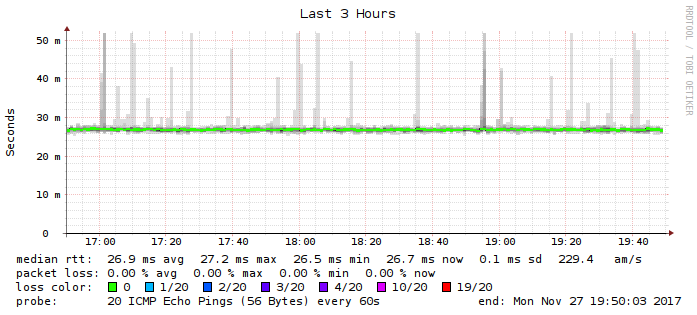 Last 3 Hours
RRDTOOL / TOBI OETIKER
Seconds
50 m
40 m
30 m
20 m
10 m
0
17:00 17:20 17:40 18:00 18:20 18:40 19:00 19:20 19:40
median rtt: 26.9 ms avg 27.2 ms max 26.5 ms min 26.7 ms now 0.1 ms sd 229.4 am/s
packet loss: 0.00 % avg 0.00 % max 0.00 % min 0.00 % now
loss color: 0 1/20 2/20 3/20 4/20 10/20 19/20
probe: 20 ICMP Echo Pings (56 Bytes) every 60s end: Mon Nov 27 19:50:03 2017